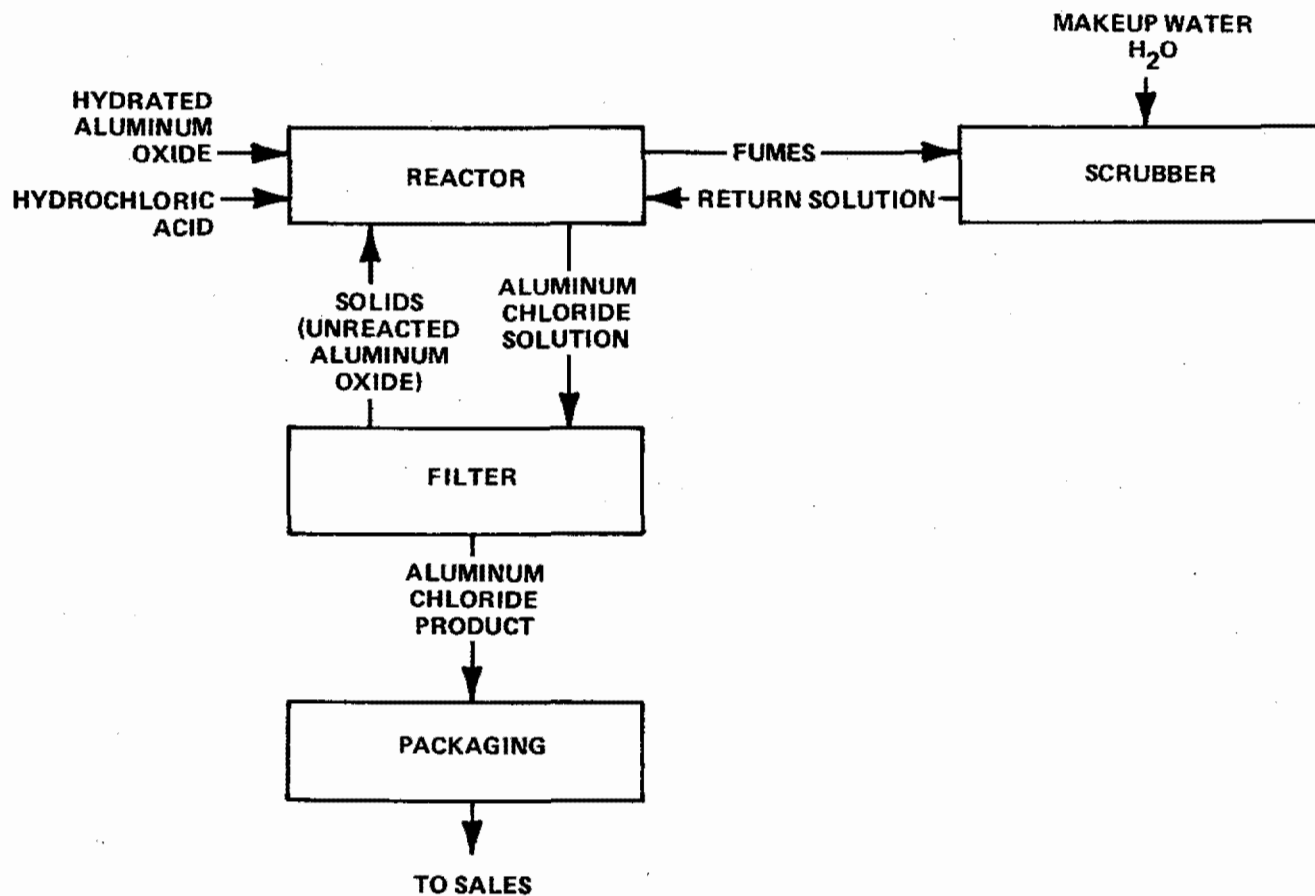 MAKEUP WATER
H₂O
HYDRATED
ALUMINUM
OXIDE
HYDROCHLORIC
ACID
REACTOR
FUMES
RETURN SOLUTION
SCRUBBER
SOLIDS
(UNREACTED
ALUMINUM
OXIDE)
ALUMINUM
CHLORIDE
SOLUTION
FILTER
ALUMINUM
CHLORIDE
PRODUCT
PACKAGING
TO SALES